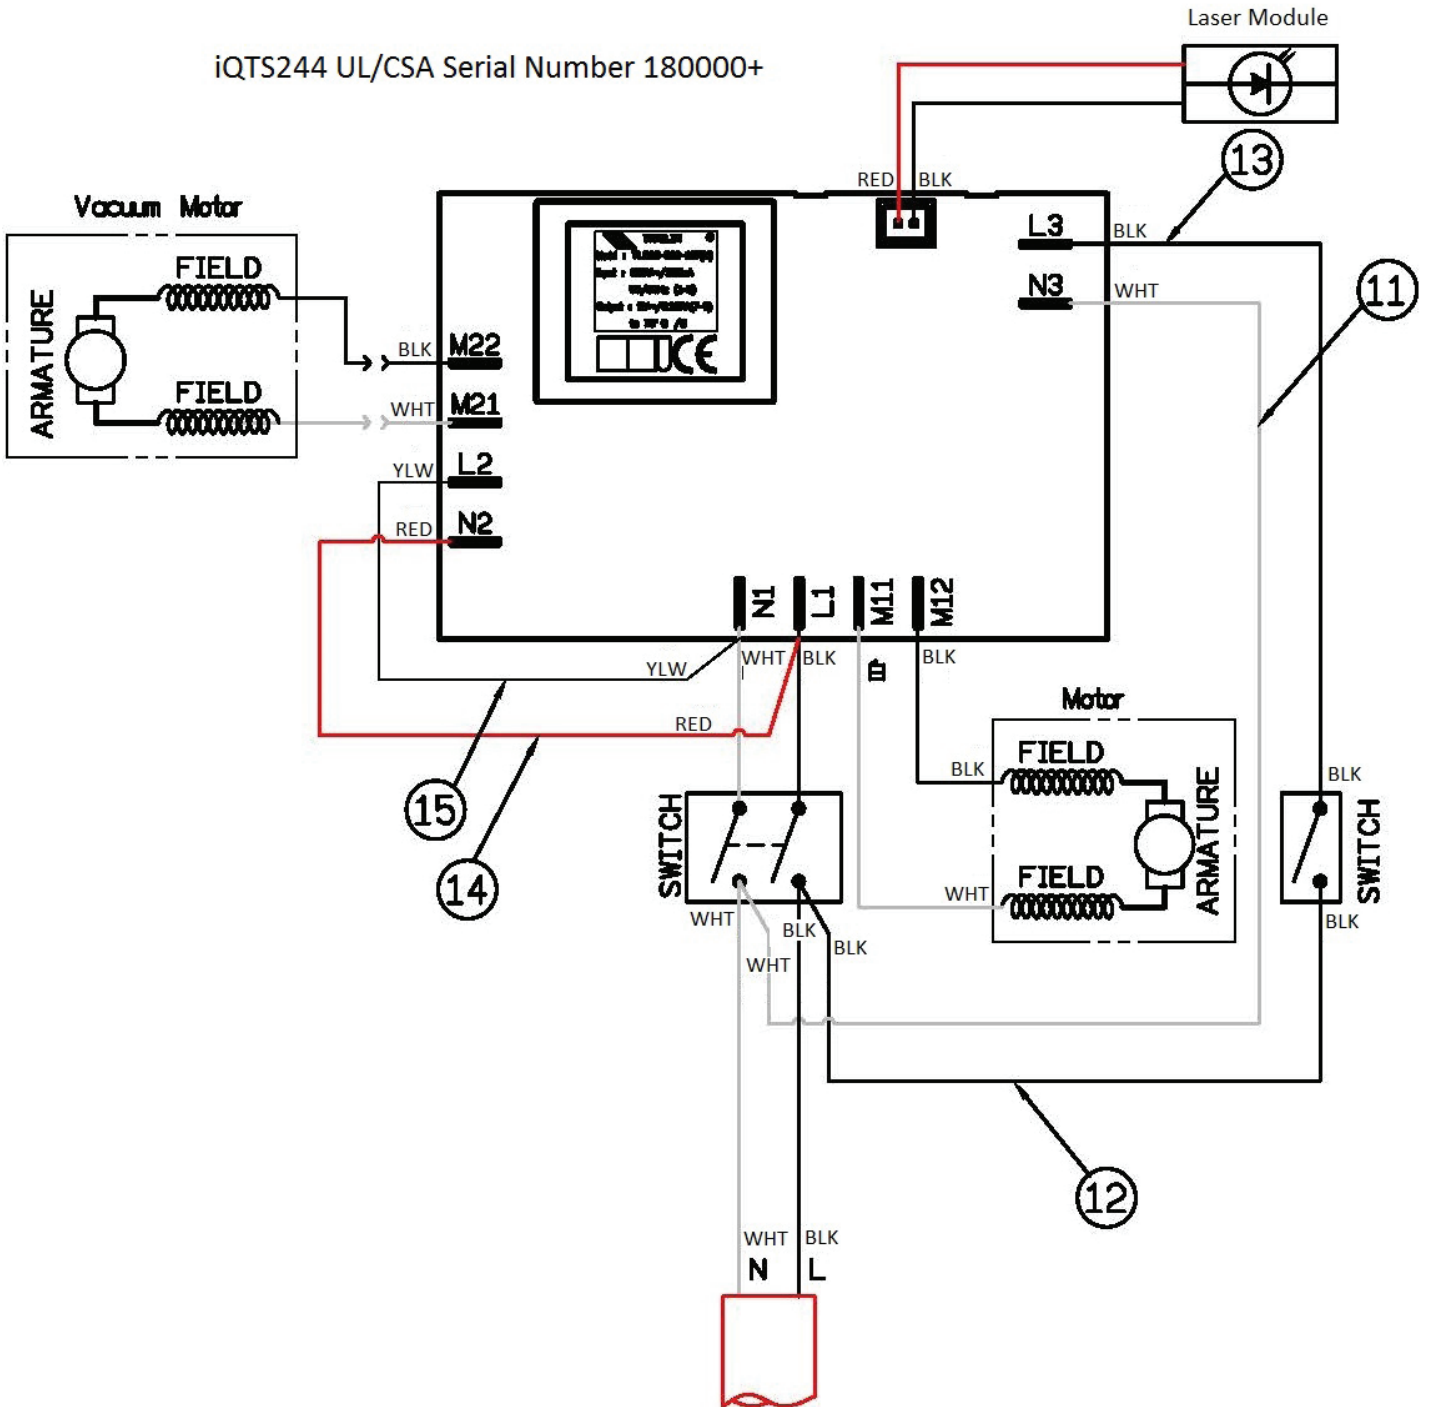 Laser Module
iQTS244 UL/CSA Serial Number 180000+
13
RED BLK
Vacuum Motor
L3 BLK
FIELD
N3 WHT
11
ARMATURE
BLK M22
CE
FIELD
WHT M21
YLW L2
RED N2
N1 L1 M11 M12
YLW WHT BLK 白 BLK
RED
Motor
FIELD
BLK
BLK
15
SWITCH
ARMATURE
SWITCH
FIELD
WHT
14
WHT BLK BLK
BLK
WHT
12
WHT BLK
N L